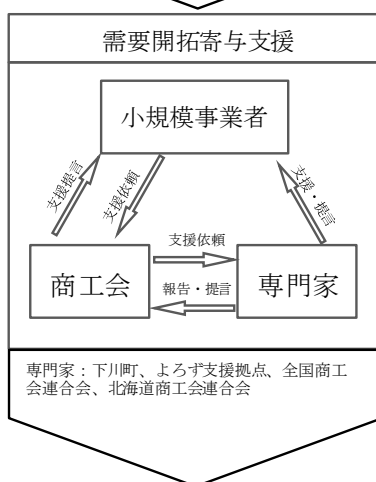 需要開拓寄与支援
小規模事業者
支援提言
支援依頼
支援・提言
支援依頼
商工会
専門家
報告・提言
専門家：下川町、よろず支援拠点、全国商工
会連合会、北海道商工会連合会